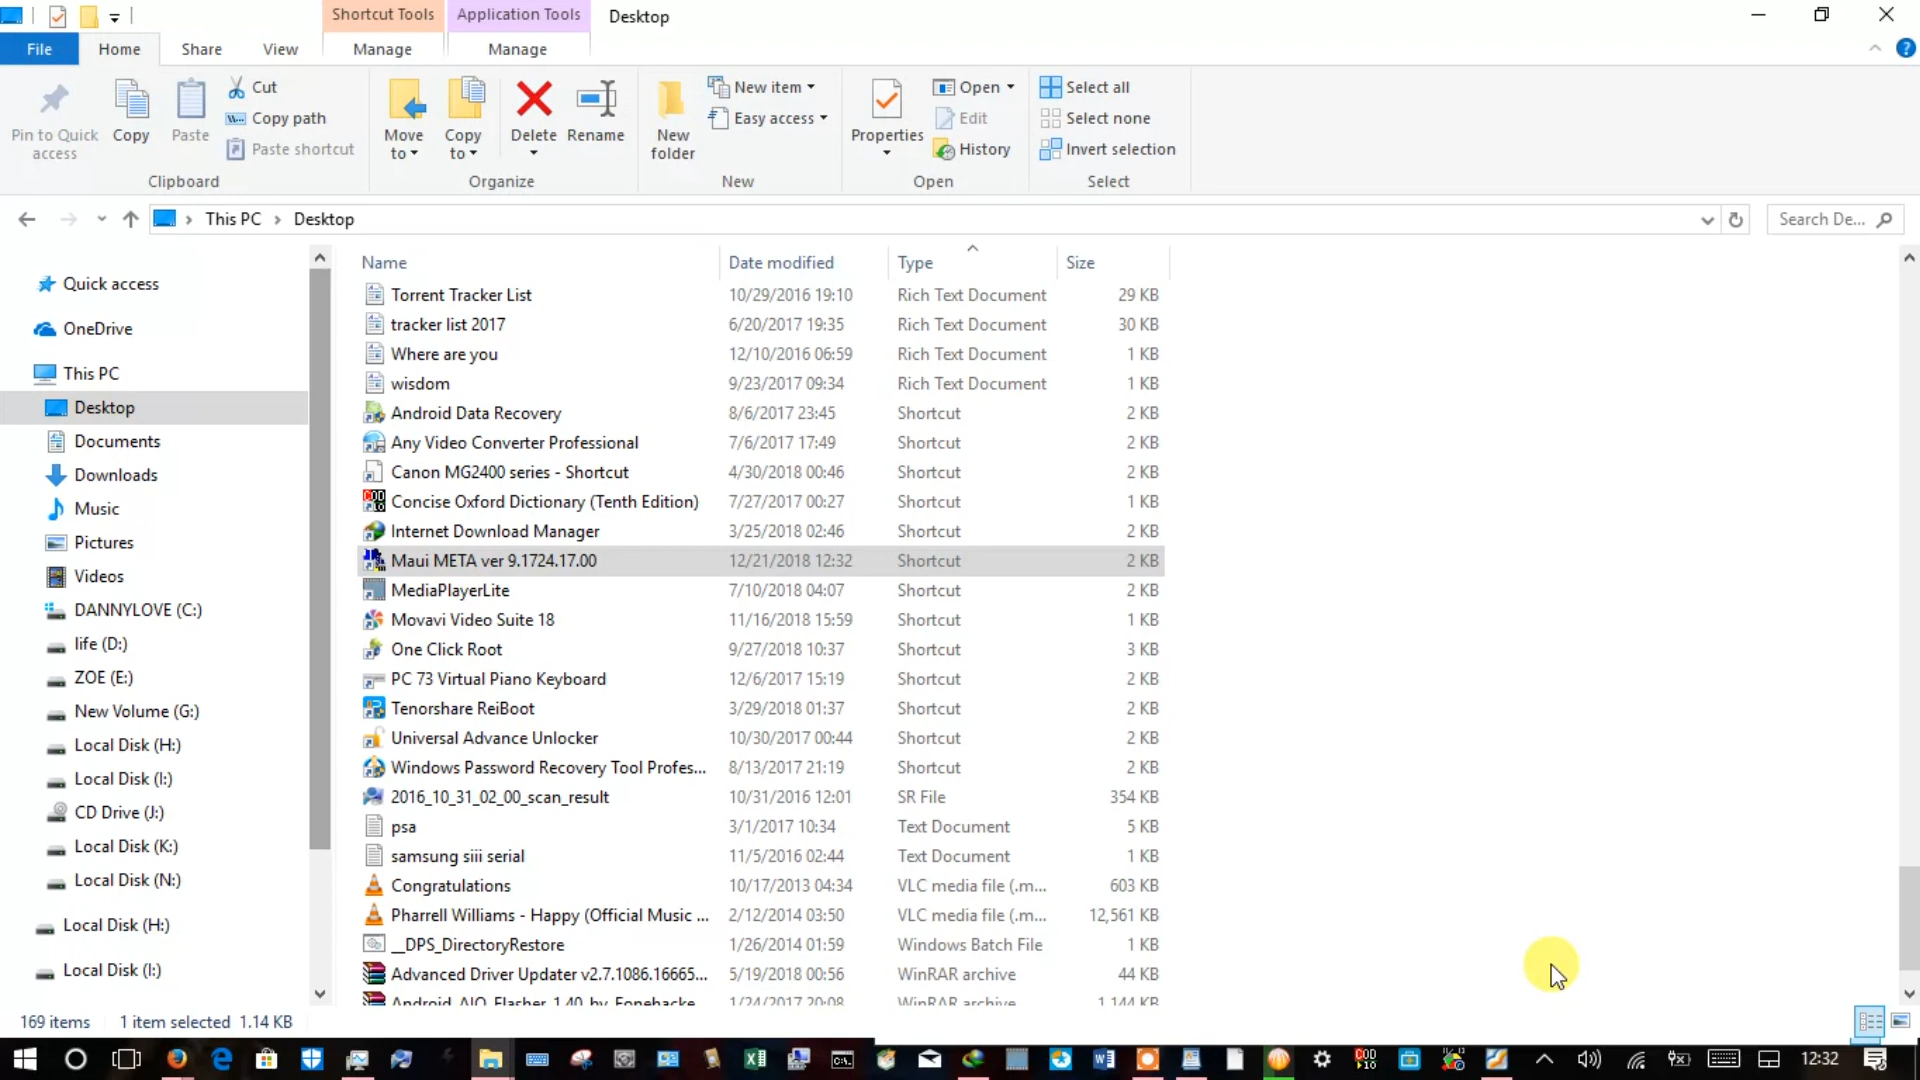 Shortcut Tools
Application Tools
Desktop
File
Home
Share
View
Manage
Manage
Pin to Quick access
Copy
Paste
Cut
Copy path
Paste shortcut
Clipboard
Move to
Copy to
Delete
Rename
Organize
New folder
New item
Easy access
New
Properties
Open
Edit
History
Open
Select all
Select none
Invert selection
Select
This PC > Desktop
Search De...
Quick access
OneDrive
This PC
Desktop
Documents
Downloads
Music
Pictures
Videos
DANNYLOVE (C:)
life (D:)
ZOE (E:)
New Volume (G:)
Local Disk (H:)
Local Disk (I:)
CD Drive (J:)
Local Disk (K:)
Local Disk (N:)
Local Disk (H:)
Local Disk (I:)
Name Date modified Type Size
Torrent Tracker List 10/29/2016 19:10 Rich Text Document 29 KB
tracker list 2017 6/20/2017 19:35 Rich Text Document 30 KB
Where are you 12/10/2016 06:59 Rich Text Document 1 KB
wisdom 9/23/2017 09:34 Rich Text Document 1 KB
Android Data Recovery 8/6/2017 23:45 Shortcut 2 KB
Any Video Converter Professional 7/6/2017 17:49 Shortcut 2 KB
Canon MG2400 series - Shortcut 4/30/2018 00:46 Shortcut 2 KB
Concise Oxford Dictionary (Tenth Edition) 7/27/2017 00:27 Shortcut 1 KB
Internet Download Manager 3/25/2018 02:46 Shortcut 2 KB
Maui META ver 9.1724.17.00 12/21/2018 12:32 Shortcut 2 KB
MediaPlayerLite 7/10/2018 04:07 Shortcut 2 KB
Movavi Video Suite 18 11/16/2018 15:59 Shortcut 1 KB
One Click Root 9/27/2018 10:37 Shortcut 3 KB
PC 73 Virtual Piano Keyboard 12/6/2017 15:19 Shortcut 2 KB
Tenorshare ReiBoot 3/29/2018 01:37 Shortcut 2 KB
Universal Advance Unlocker 10/30/2017 00:44 Shortcut 2 KB
Windows Password Recovery Tool Profes... 8/13/2017 21:19 Shortcut 2 KB
2016_10_31_02_00_scan_result 10/31/2016 12:01 SR File 354 KB
psa 3/1/2017 10:34 Text Document 5 KB
samsung siii serial 11/5/2016 02:44 Text Document 1 KB
Congratulations 10/17/2013 04:34 VLC media file (.m... 603 KB
Pharrell Williams - Happy (Official Music ... 2/12/2014 03:50 VLC media file (.m... 12,561 KB
__DPS_DirectoryRestore 1/26/2014 01:59 Windows Batch File 1 KB
Advanced Driver Updater v2.7.1086.16665... 5/19/2018 00:56 WinRAR archive 44 KB
Android_AIO_Flasher_1.40_by_Fonehacke... 1/24/2017 20:08 WinRAR archive 1,144 KB
169 items 1 item selected 1.14 KB
12:32